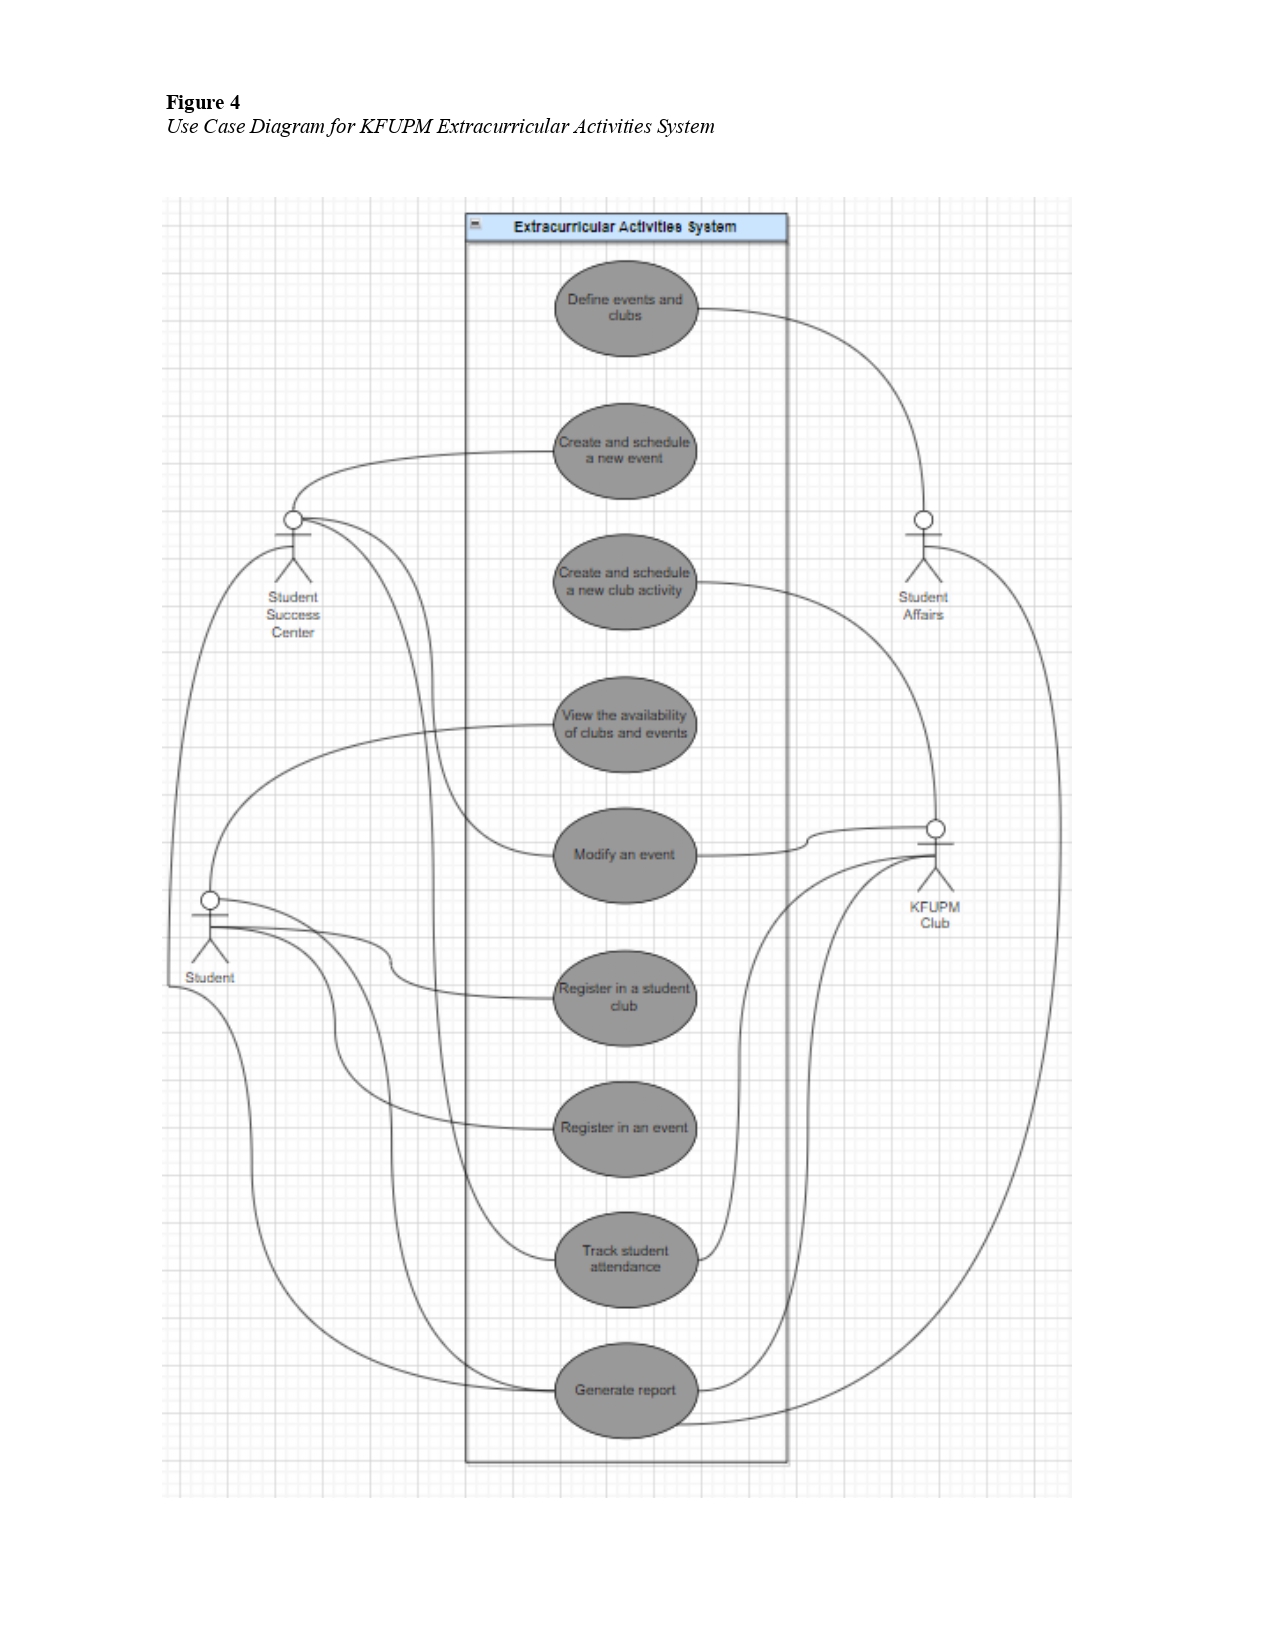 Figure 4
Use Case Diagram for KFUPM Extracurricular Activities System
Extracurricular Activities System
Define events and
clubs
Create and schedule
a new event
Create and schedule
a new club activity
Student
Success
Center
Student
Affairs
View the availability
of clubs and events
Modify an event
KFUPM
Club
Student
Register in a student
club
Register in an event
Track student
attendance
Generate report